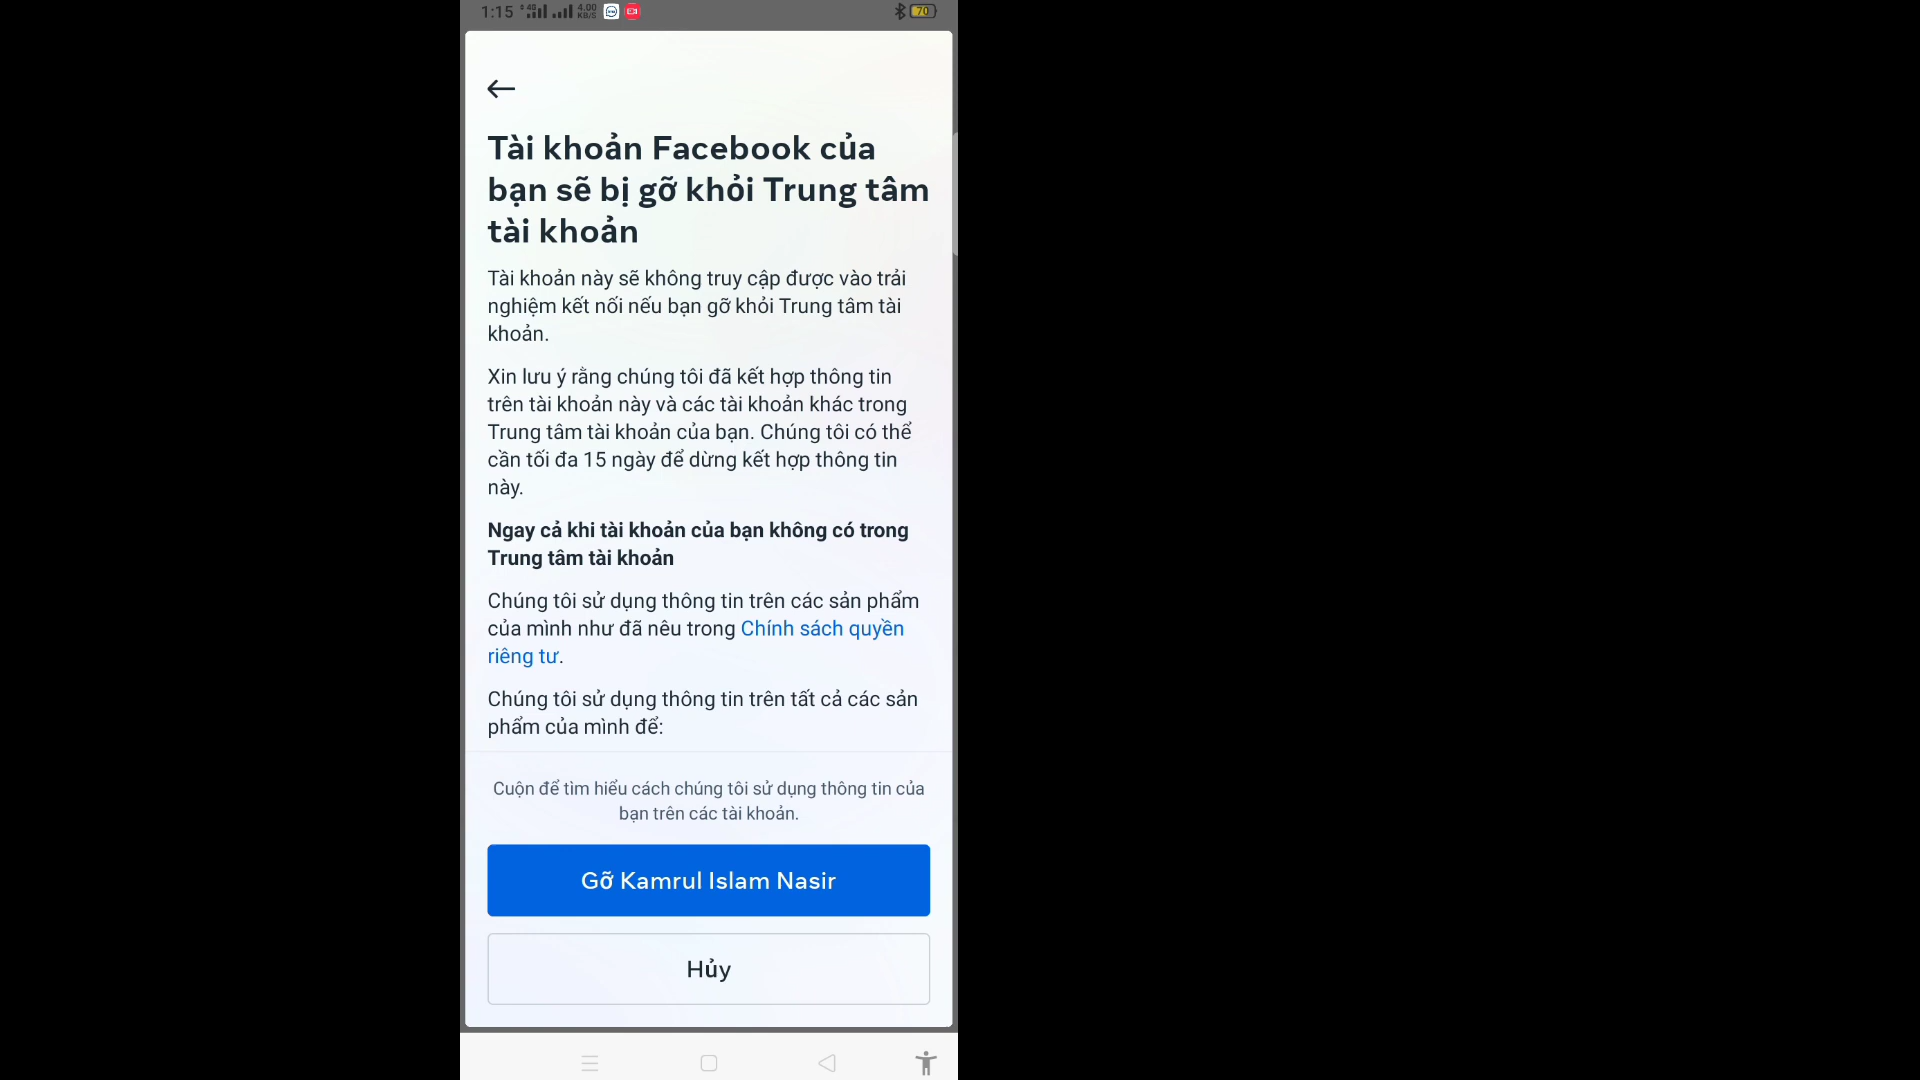 1:15
4G
4.00
KB/S
70
Tài khoản Facebook của
bạn sẽ bị gỡ khỏi Trung tâm
tài khoản
Tài khoản này sẽ không truy cập được vào trải
nghiệm kết nối nếu bạn gỡ khỏi Trung tâm tài
khoản.
Xin lưu ý rằng chúng tôi đã kết hợp thông tin
trên tài khoản này và các tài khoản khác trong
Trung tâm tài khoản của bạn. Chúng tôi có thể
cần tối đa 15 ngày để dừng kết hợp thông tin
này.
Ngay cả khi tài khoản của bạn không có trong
Trung tâm tài khoản
Chúng tôi sử dụng thông tin trên các sản phẩm
của mình như đã nêu trong Chính sách quyền
riêng tư.
Chúng tôi sử dụng thông tin trên tất cả các sản
phẩm của mình để:
Cuộn để tìm hiểu cách chúng tôi sử dụng thông tin của
bạn trên các tài khoản.
Gỡ Kamrul Islam Nasir
Hủy